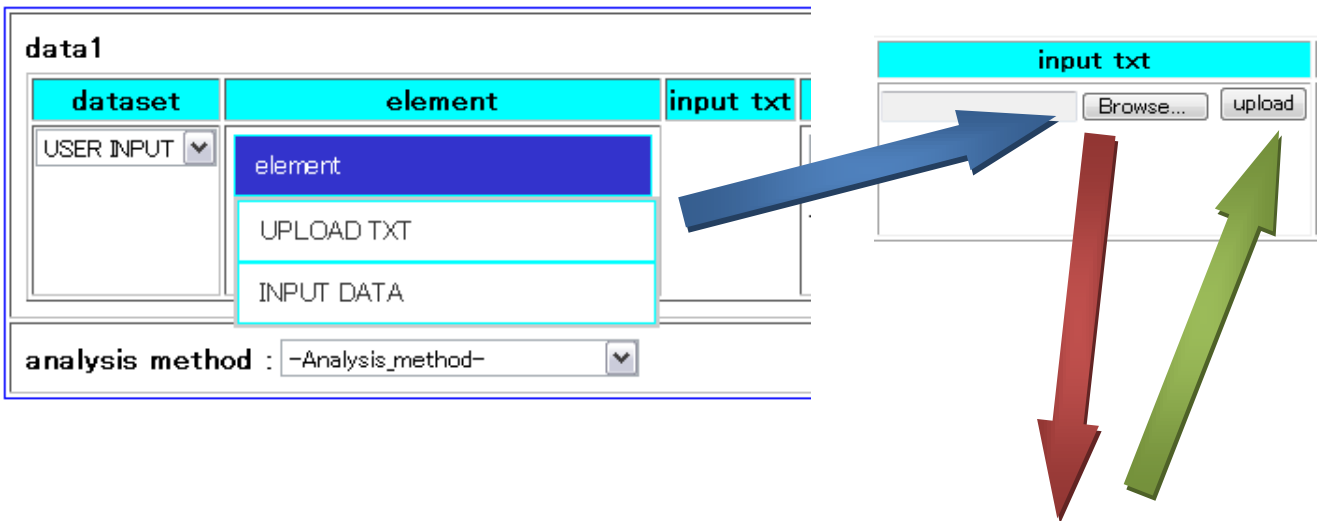 data1
dataset element input txt
USER INPUT
element
UPLOAD TXT
INPUT DATA
analysis method : -Analysis_method-
input txt
Browse... upload